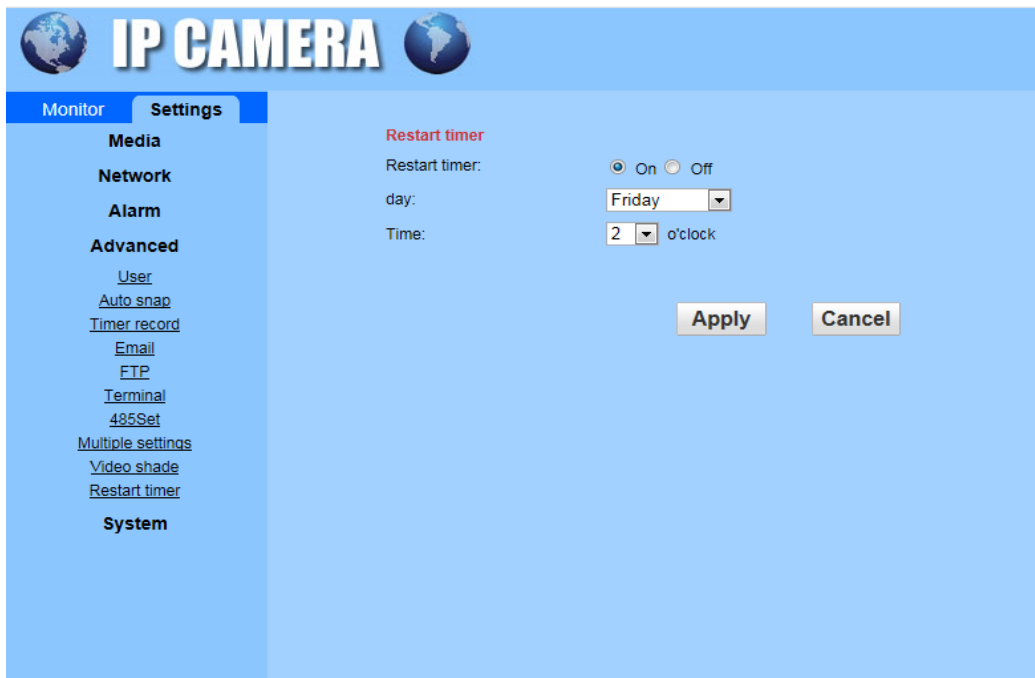 IP CAMERA
Monitor Settings
Media
Network
Alarm
Advanced
User
Auto snap
Timer record
Email
FTP
Terminal
485Set
Multiple settings
Video shade
Restart timer
System
Restart timer
Restart timer: On Off
day: Friday
Time: 2 o'clock
Apply Cancel